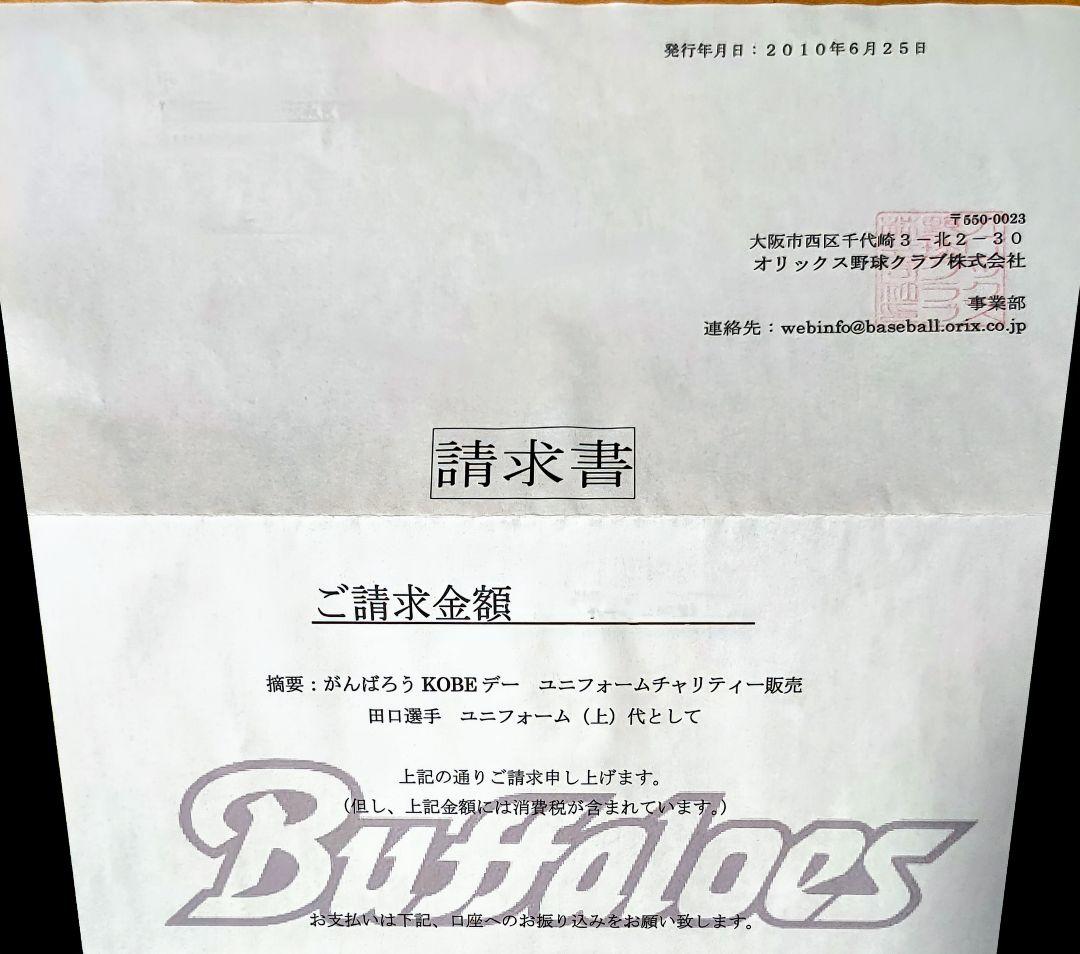 発行年月日：２０１０年６月２５日
〒550-0023
大阪市西区千代崎３－北２－３０
オリックス野球クラブ株式会社
事業部
連絡先：webinfo@baseball.orix.co.jp
請求書
ご請求金額
摘要：がんばろうKOBEデー　ユニフォームチャリティー販売
田口選手　ユニフォーム（上）代として
上記の通りご請求申し上げます。
（但し、上記金額には消費税が含まれています。）
Buffaloes
お支払いは下記、口座へのお振り込みをお願い致します。